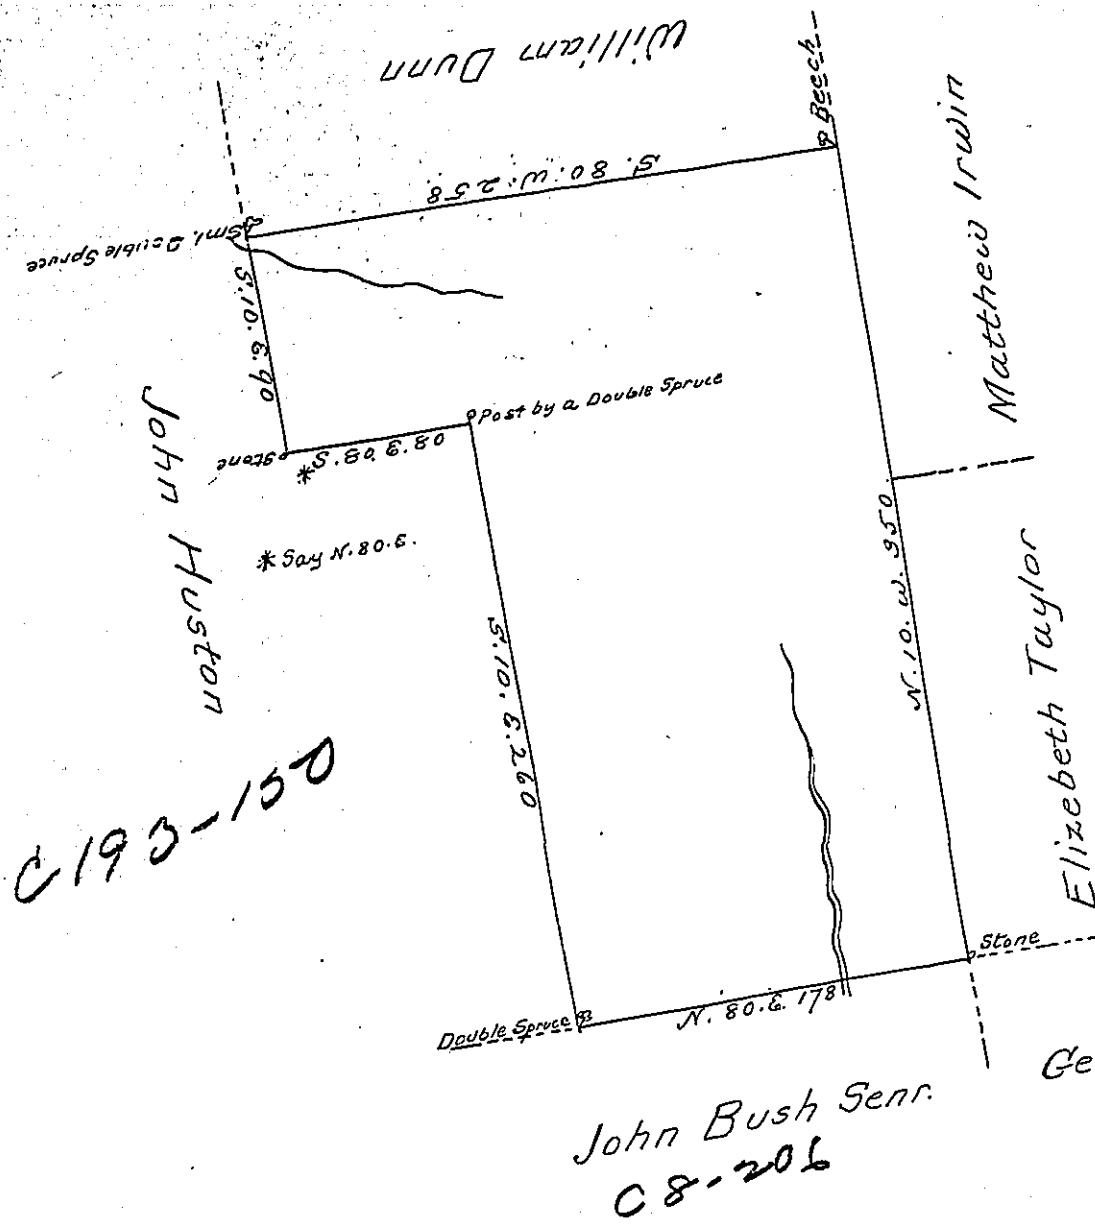 William Dunn
Beech
S. 80. W. 258
Sml. Double Spruce
Matthew Irwin
S. 10. E. 90
Post by a Double Spruce
Stone
*S. 80. E. 80
John Huston
* Say N. 80. E.
N. 10. W. 350
Elizebeth Taylor
S. 10. E. 260
C193-150
Stone
N. 80. E. 178
Double Spruce
Ge
John Bush Senr.
C8-206